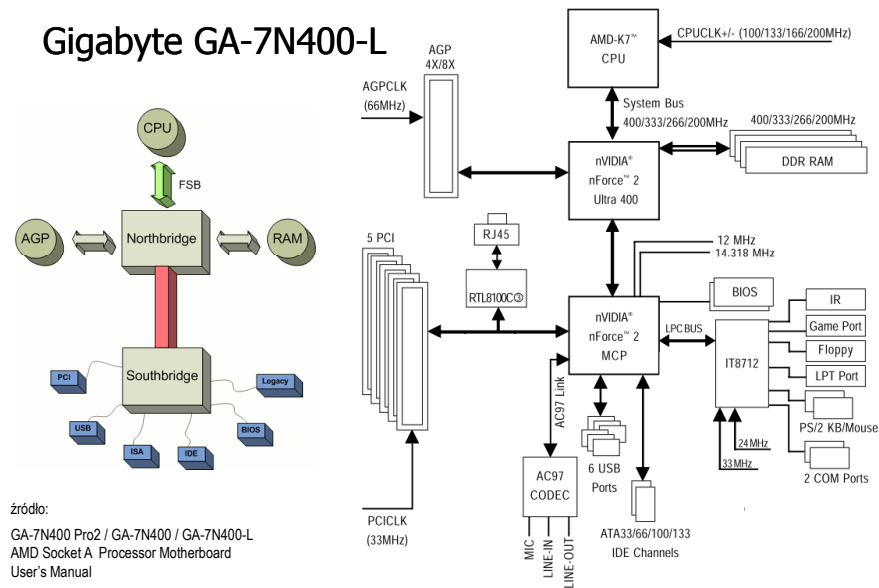 Gigabyte GA-7N400-L
CPU
FSB
AGP
Northbridge
RAM
Southbridge
PCI
USB
ISA
IDE
BIOS
Legacy
źródło:
GA-7N400 Pro2 / GA-7N400 / GA-7N400-L
AMD Socket A Processor Motherboard
User's Manual
AGP
4X/8X
AGPCLK
(66MHz)
AMD-K7™
CPU
CPUCLK+/- (100/133/166/200MHz)
System Bus
400/333/266/200MHz
400/333/266/200MHz
DDR RAM
nVIDIA®
nForce™ 2
Ultra 400
5 PCI
RJ45
RTL8100C③
12 MHz
14.318 MHz
nVIDIA®
nForce™ 2
MCP
BIOS
LPC BUS
IT8712
IR
Game Port
Floppy
LPT Port
PS/2 KB/Mouse
2 COM Ports
24 MHz
33 MHz
AC97 Link
AC97
CODEC
MIC
LINE-IN
LINE-OUT
6 USB
Ports
ATA33/66/100/133
IDE Channels
PCICLK
(33MHz)